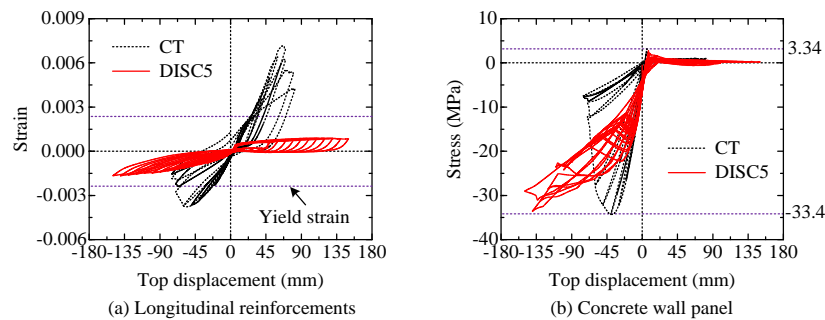 0.009
0.006
0.003
0.000
-0.003
-0.006
Strain
CT
DISC5
Yield strain
-180 -135 -90 -45 0 45 90 135 180
Top displacement (mm)
(a) Longitudinal reinforcements
10
0
-10
-20
-30
-40
Stress (MPa)
3.34
-33.4
CT
DISC5
-180 -135 -90 -45 0 45 90 135 180
Top displacement (mm)
(b) Concrete wall panel